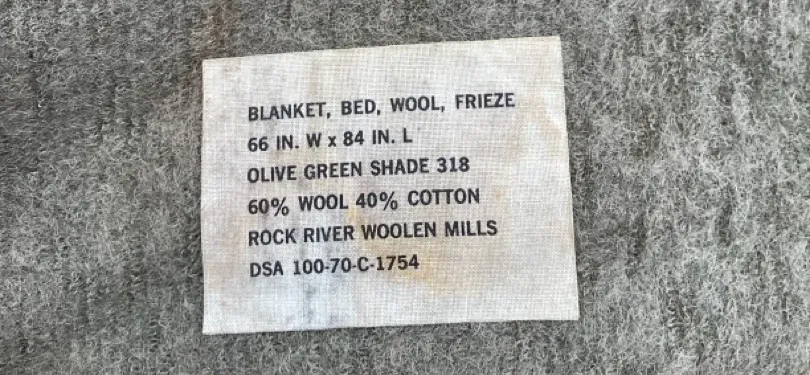 BLANKET, BED, WOOL, FRIEZE
66 IN. W x 84 IN. L
OLIVE GREEN SHADE 318
60% WOOL 40% COTTON
ROCK RIVER WOOLEN MILLS
DSA 100-70-C-1754